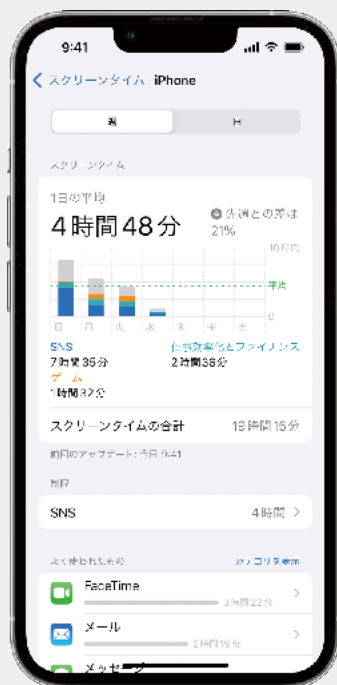 9:41
スクリーンタイム iPhone
週 日
スクリーンタイム
1日の平均
4時間48分
先週との差は
21%
10時間
平均
0
日 月 火 水 木 金 土
SNS 仕事効率化とファイナンス
7時間35分 2時間36分
ゲーム
1時間32分
スクリーンタイムの合計 19時間15分
前回のアップデート: 今日 9:41
制限
SNS 4時間
よく使われたもの カテゴリを表示
FaceTime
3時間22分
メール
2時間19分
メッセージ